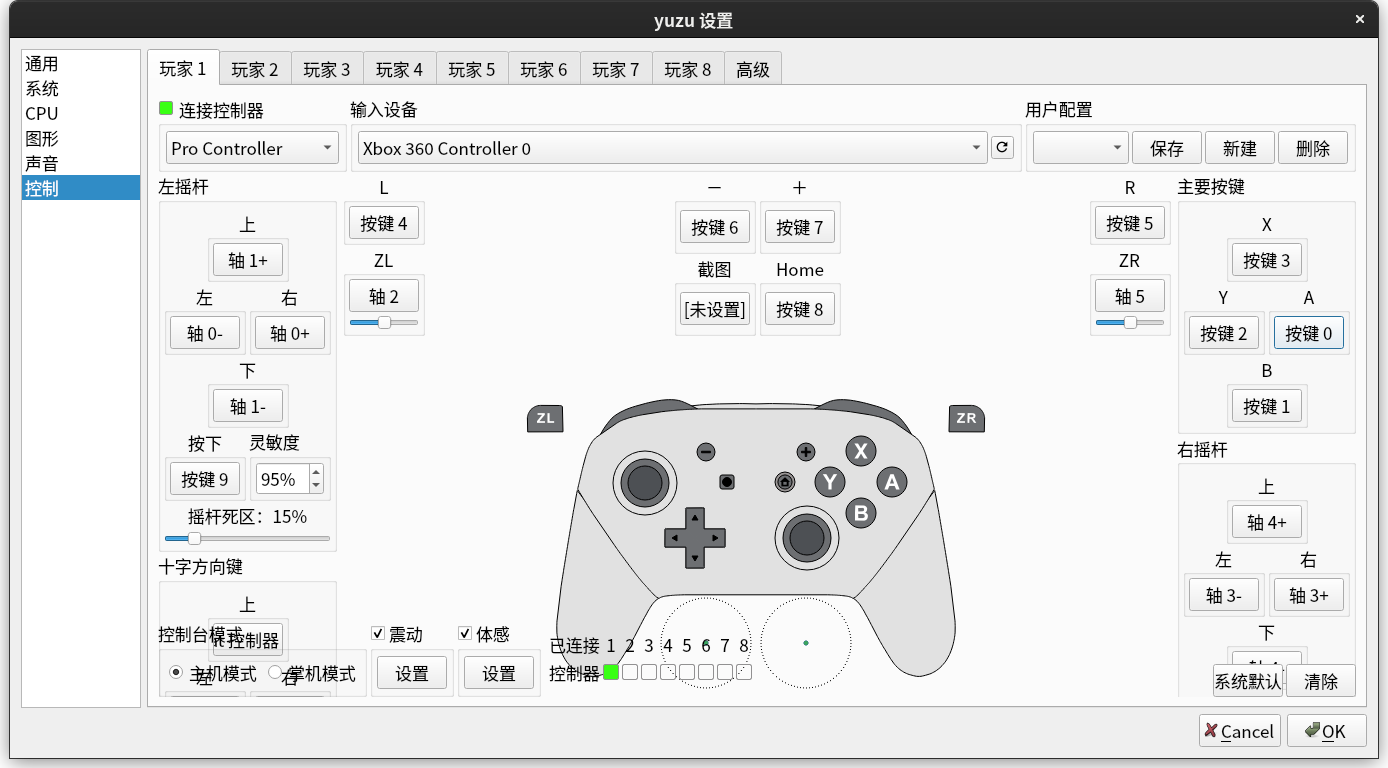 yuzu 设置
通用
系统
CPU
图形
声音
控制
玩家 1 玩家 2 玩家 3 玩家 4 玩家 5 玩家 6 玩家 7 玩家 8 高级
连接控制器 输入设备 用户配置
Pro Controller Xbox 360 Controller 0 保存 新建 删除
左摇杆 L － ＋ R 主要按键
上 按键 4 按键 6 按键 7 按键 5 X
轴 1+ ZL 截图 Home ZR 按键 3
左 右 轴 2 [未设置] 按键 8 轴 5 Y A
轴 0- 轴 0+ 按键 2 按键 0
下 B
轴 1- 按键 1
ZL ZR
按下 灵敏度 右摇杆
按键 9 95%
X
Y A
B
上
摇杆死区：15% 轴 4+
十字方向键 左 右
上 轴 3- 轴 3+
控制台模式 控制器 震动 体感 已连接 1 2 3 4 5 6 7 8 下
主机模式 掌机模式 设置 设置 控制器 系统默认 清除
左 右
Cancel OK